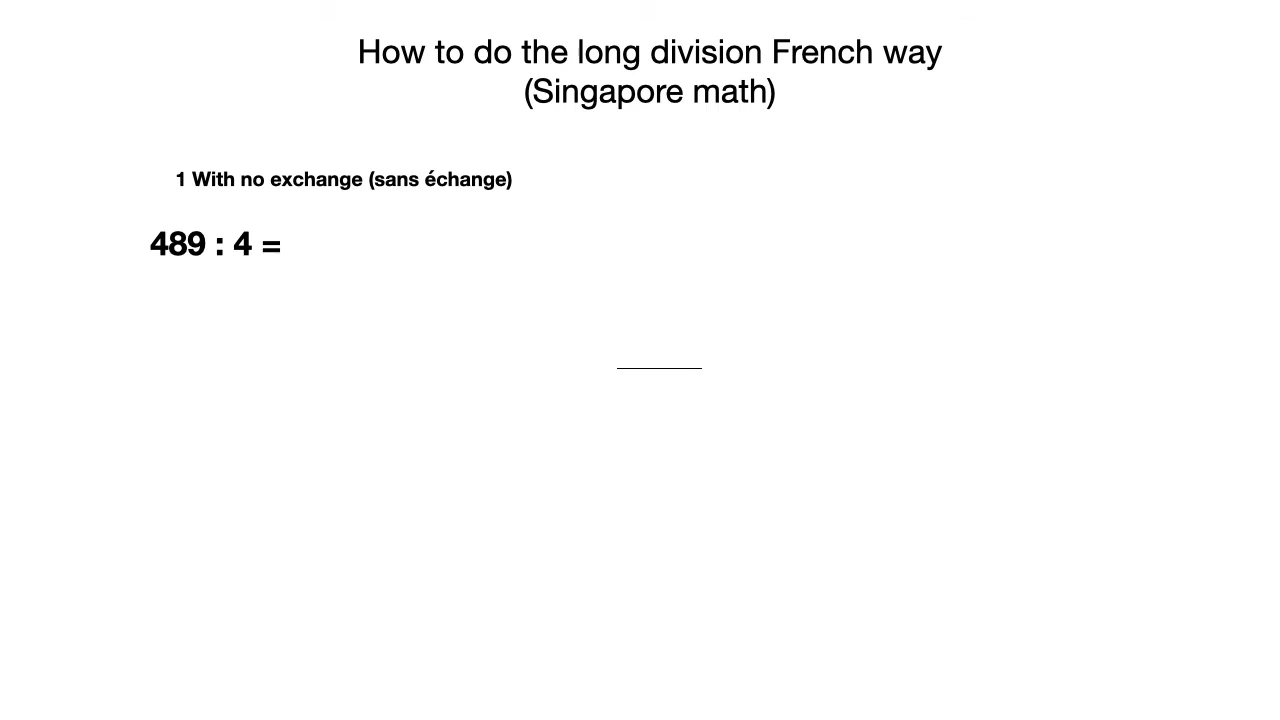 How to do the long division French way
(Singapore math)
1 With no exchange (sans échange)
489 : 4 =